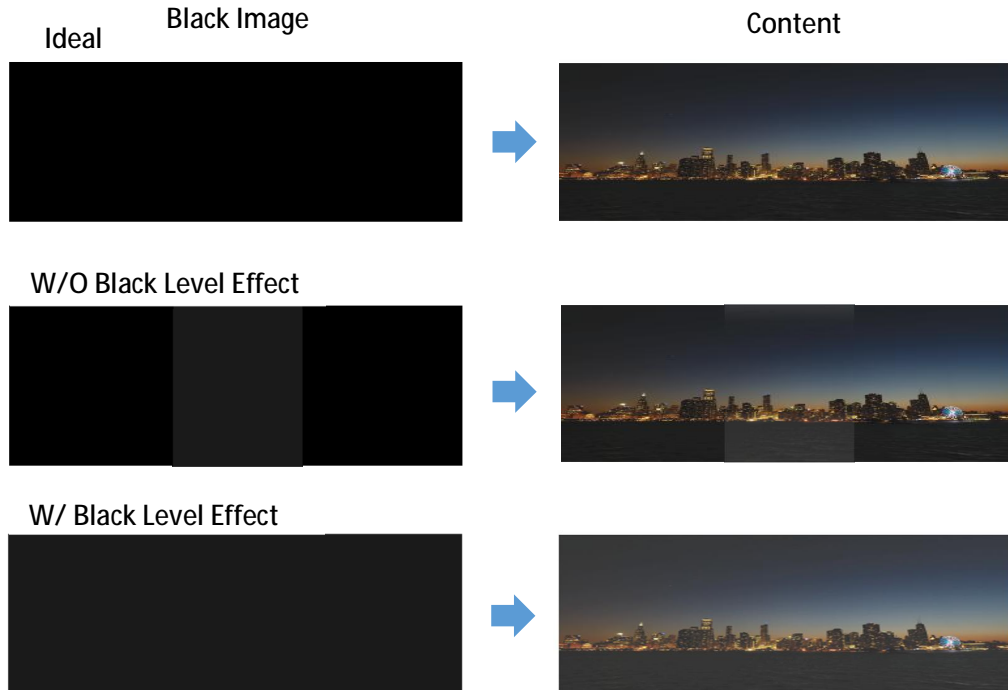 Black Image
Content
Ideal
W/O Black Level Effect
W/ Black Level Effect